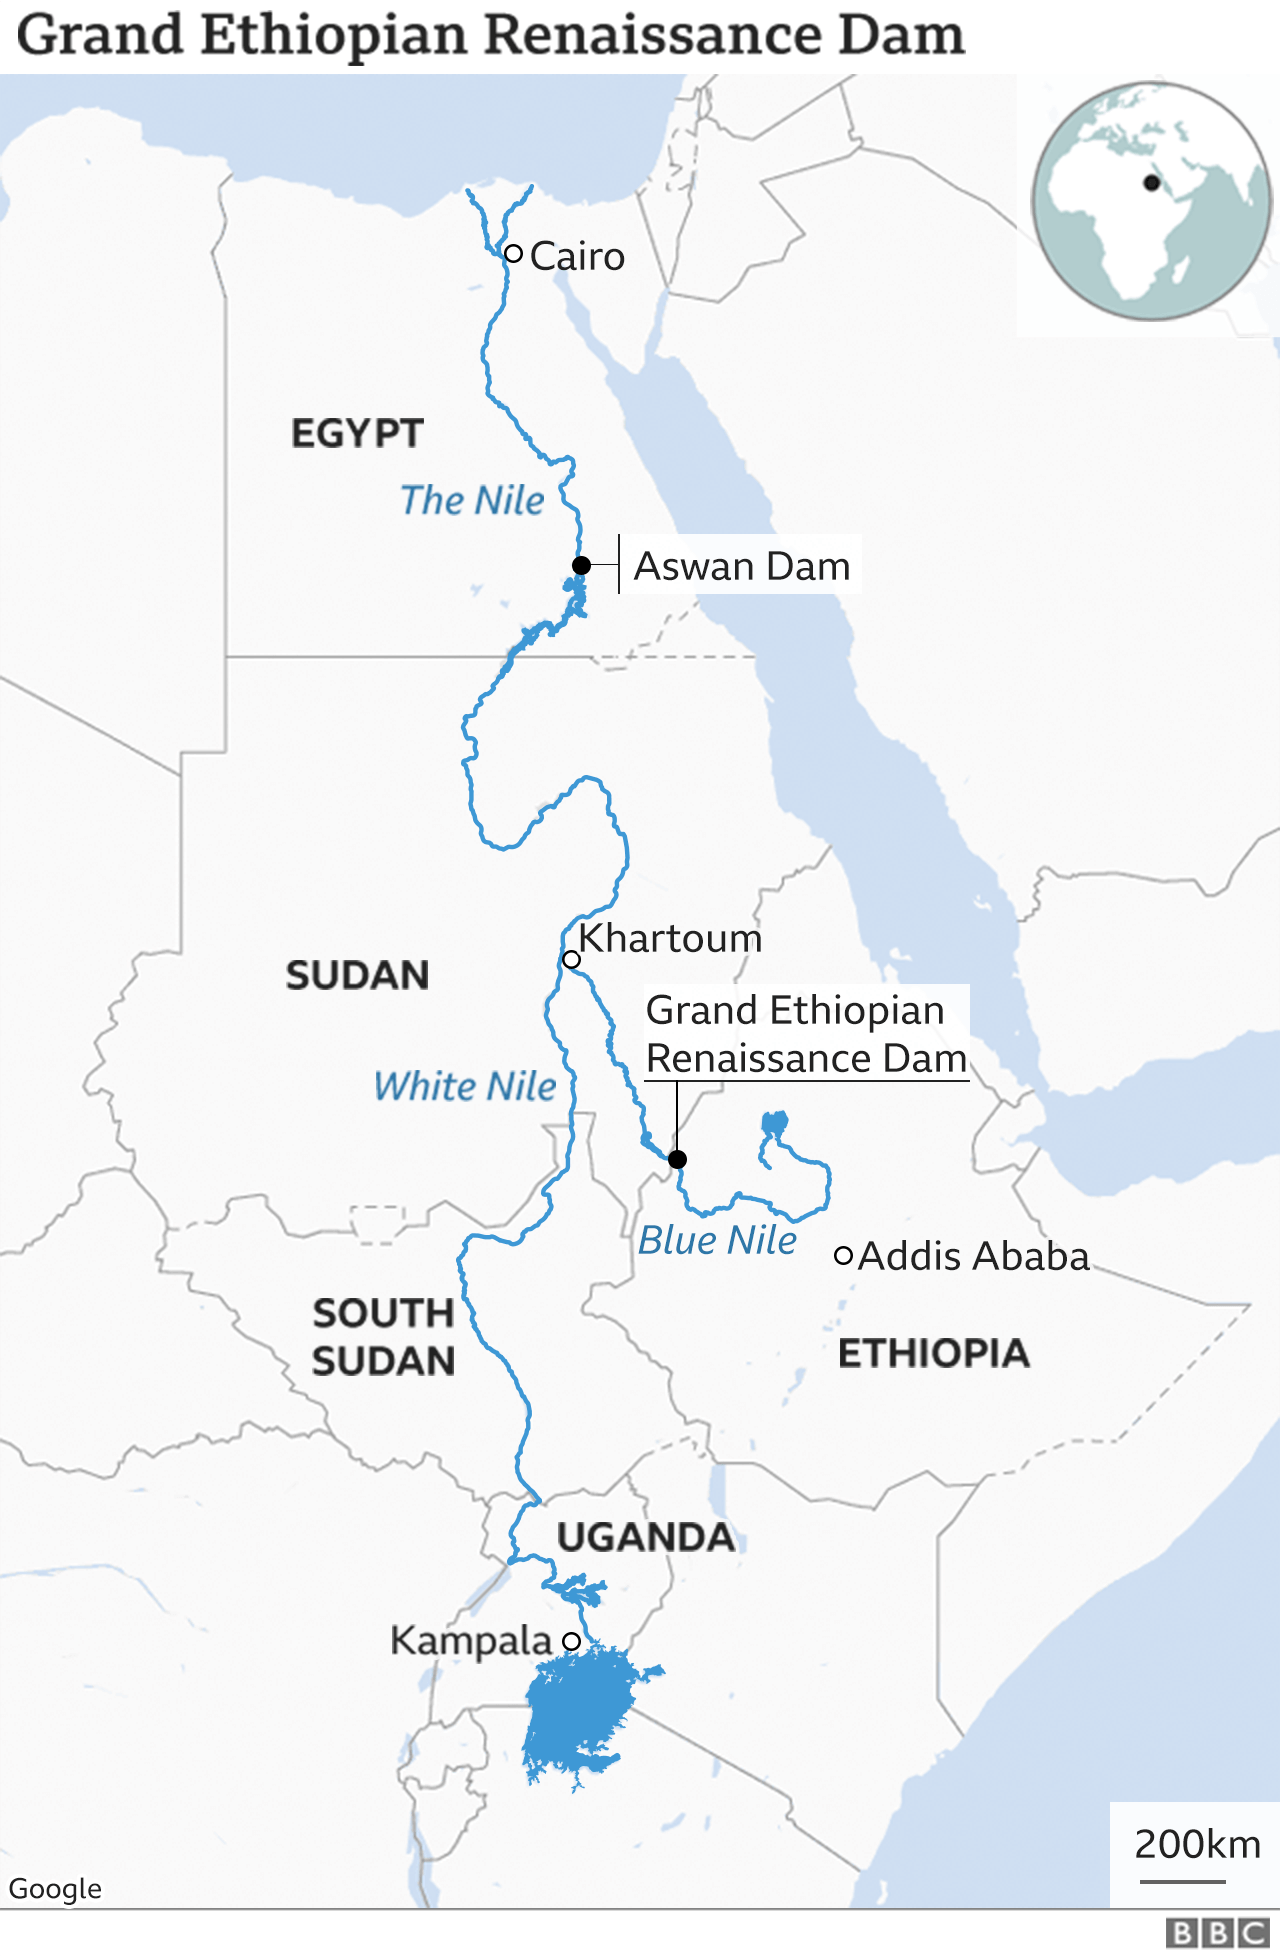 Grand Ethiopian Renaissance Dam
Cairo
EGYPT
The Nile
Aswan Dam
Khartoum
SUDAN
Grand Ethiopian
Renaissance Dam
White Nile
Blue Nile
Addis Ababa
SOUTH
SUDAN
ETHIOPIA
UGANDA
Kampala
200km
Google
BBC